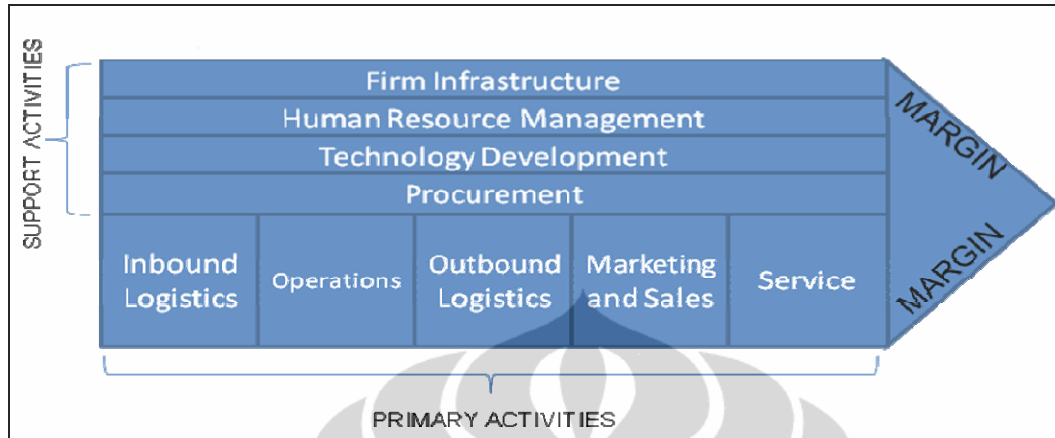 SUPPORT ACTIVITIES
Firm Infrastructure
Human Resource Management
Technology Development
Procurement
Inbound
Logistics
Operations
Outbound
Logistics
Marketing
and Sales
Service
MARGIN
MARGIN
PRIMARY ACTIVITIES